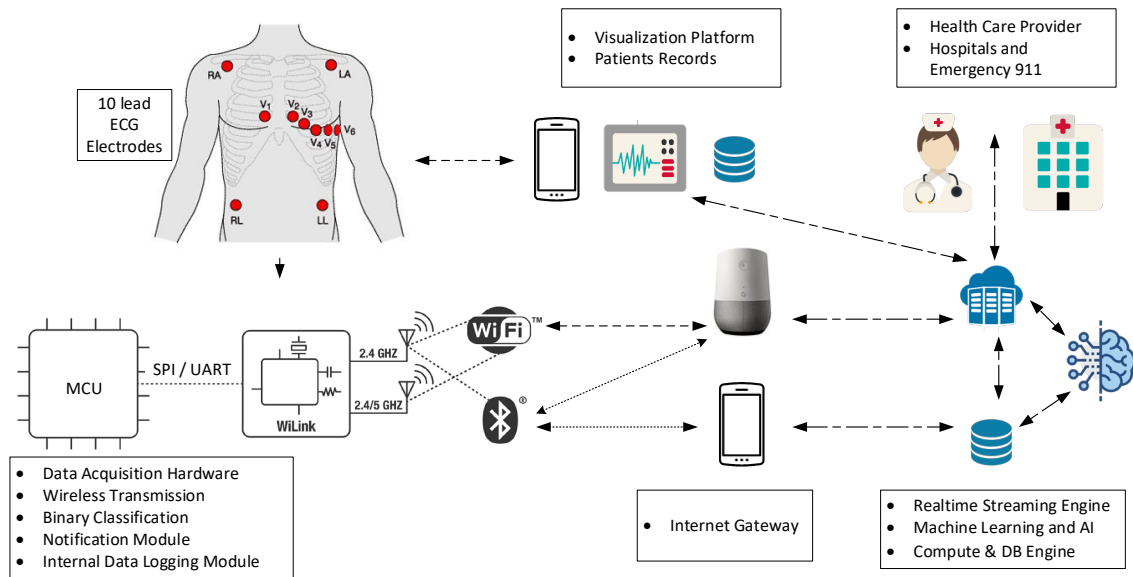 10 lead
ECG
Electrodes
RA
LA
V1
V2
V3
V4
V5
V6
RL
LL
• Visualization Platform
• Patients Records
• Health Care Provider
• Hospitals and
Emergency 911
MCU
SPI / UART
WiLink
2.4 GHZ
2.4/5 GHZ
WiFi™
®
• Data Acquisition Hardware
• Wireless Transmission
• Binary Classification
• Notification Module
• Internal Data Logging Module
• Internet Gateway
• Realtime Streaming Engine
• Machine Learning and AI
• Compute & DB Engine